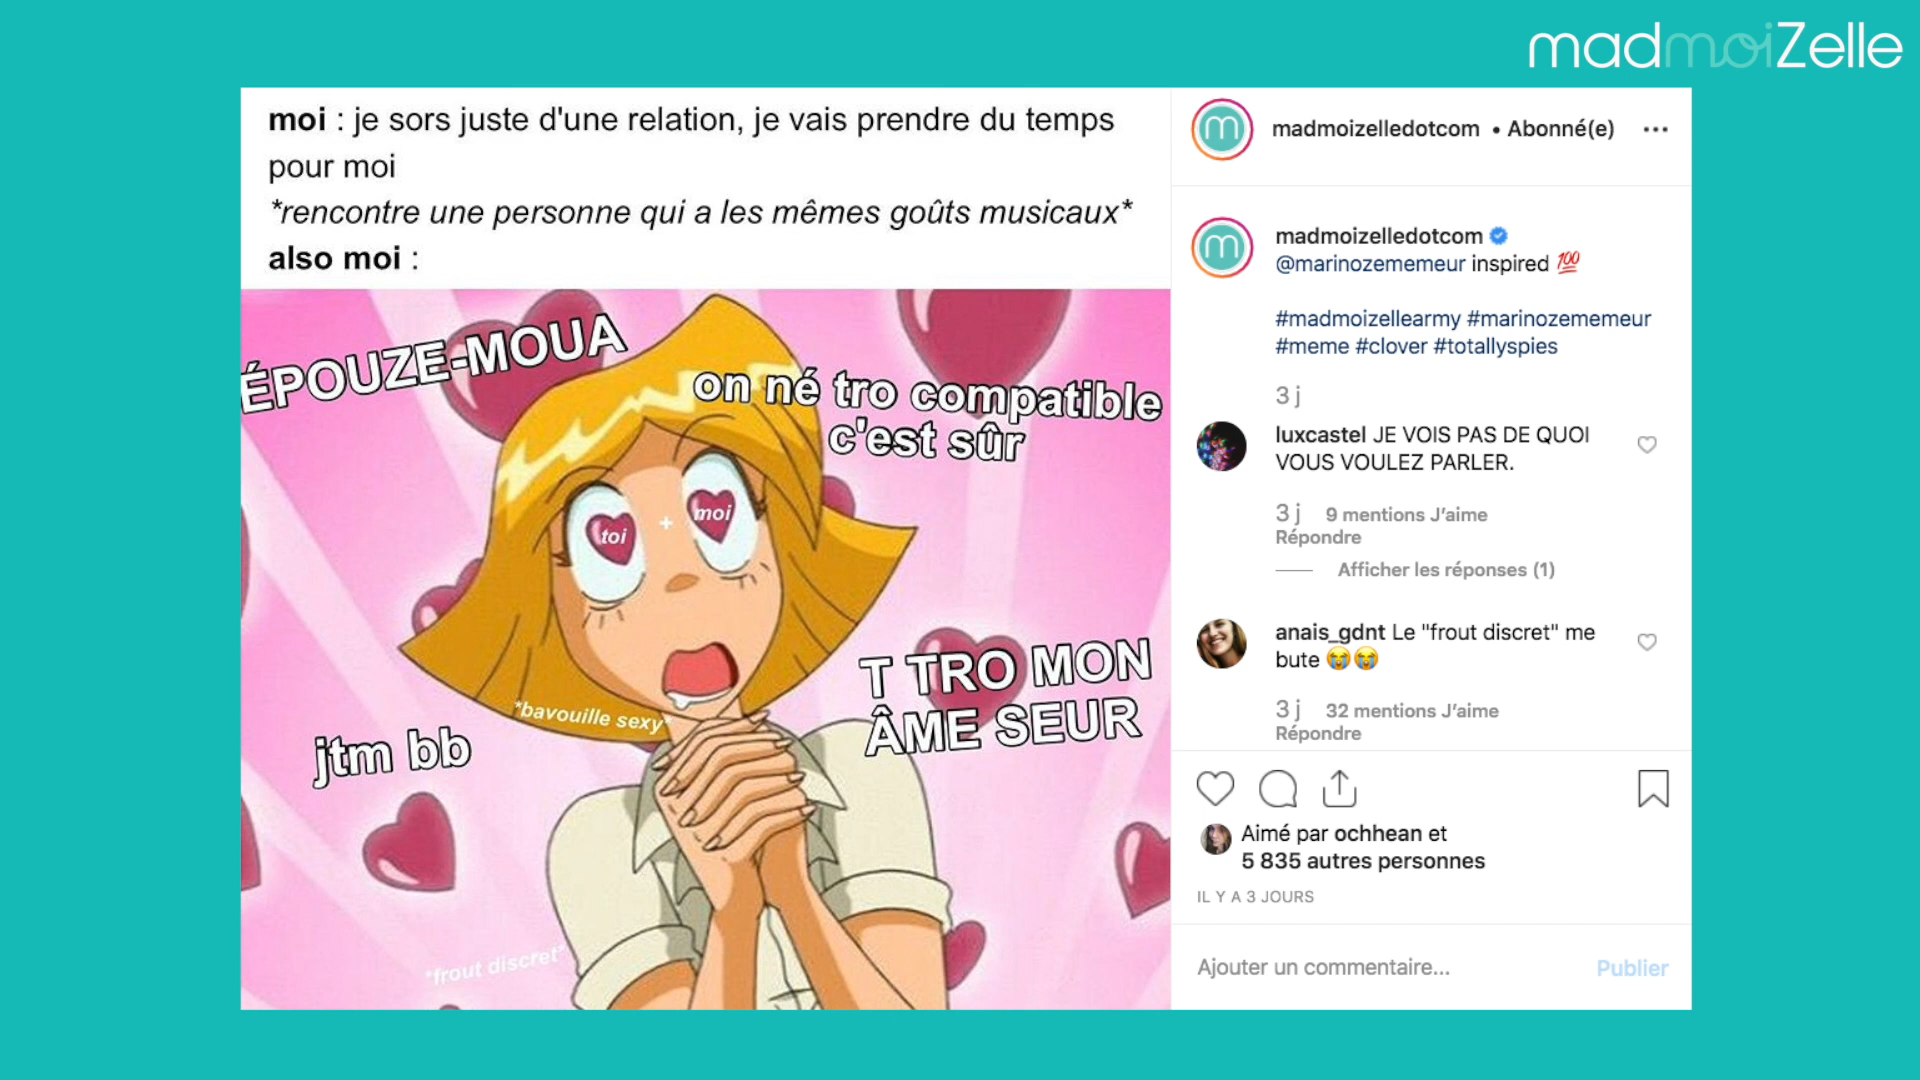 madmoiZelle
moi : je sors juste d'une relation, je vais prendre du temps
pour moi
*rencontre une personne qui a les mêmes goûts musicaux*
also moi :
ÉPOUZE-MOUA
on né tro compatible
c'est sûr
toi + moi
T TRO MON
ÂME SEUR
*bavouille sexy*
jtm bb
*frout discret*
m
madmoizelledotcom • Abonné(e) •••
m
madmoizelledotcom
@marinozememeur inspired 💯
#madmoizellearmy #marinozememeur
#meme #clover #totallyspies
3 j
luxcastel JE VOIS PAS DE QUOI
VOUS VOULEZ PARLER.
3 j 9 mentions J’aime
Répondre
Afficher les réponses (1)
anais_gdnt Le "frout discret" me
bute 😭😭
3 j 32 mentions J’aime
Répondre
Aimé par ochhean et
5 835 autres personnes
IL Y A 3 JOURS
Ajouter un commentaire... Publier